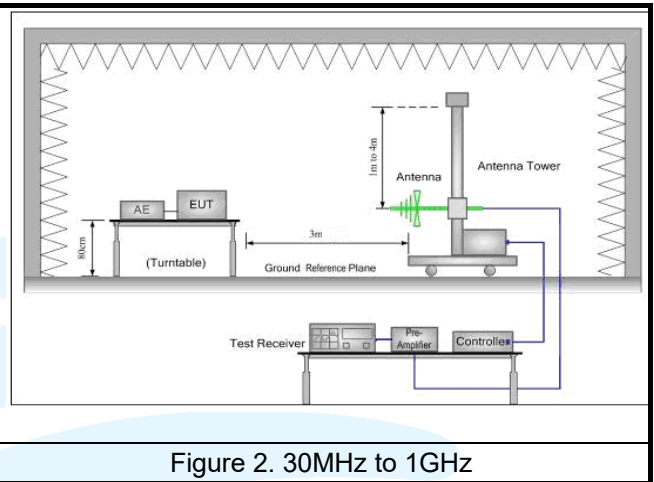 1m to 4m
Antenna
Antenna Tower
AE
EUT
80cm
(Turntable)
3m
Ground Reference Plane
Test Receiver
Pre-
Amplifier
Controller
Figure 2. 30MHz to 1GHz